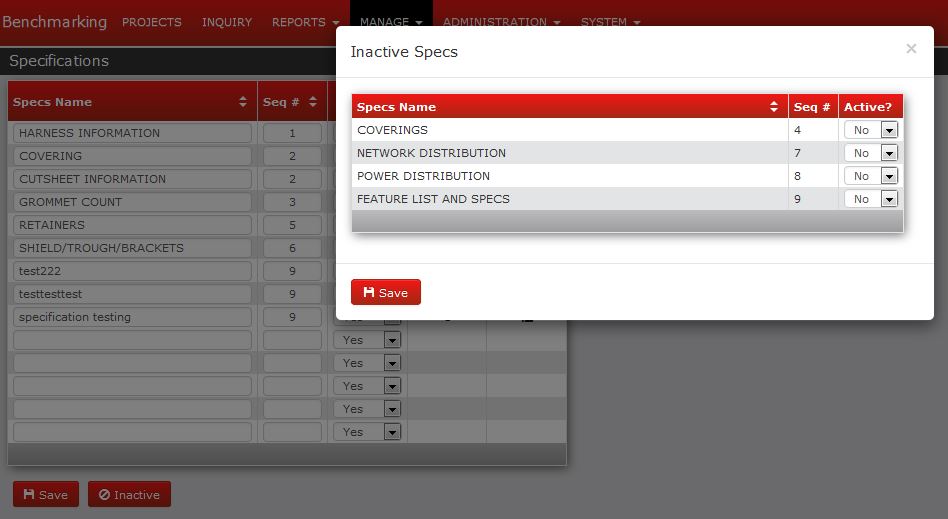 Benchmarking PROJECTS INQUIRY REPORTS MANAGE ADMINISTRATION SYSTEM
Specifications
Specs Name Seq #
HARNESS INFORMATION 1
COVERING 2
CUTSHEET INFORMATION 2
GROMMET COUNT 3
RETAINERS 5
SHIELD/TROUGH/BRACKETS 6
test222 9
testtesttest 9
specification testing 9
Yes
Yes
Yes
Yes
Yes
Save Inactive
Inactive Specs ×
Specs Name Seq # Active?
COVERINGS 4 No
NETWORK DISTRIBUTION 7 No
POWER DISTRIBUTION 8 No
FEATURE LIST AND SPECS 9 No
Save